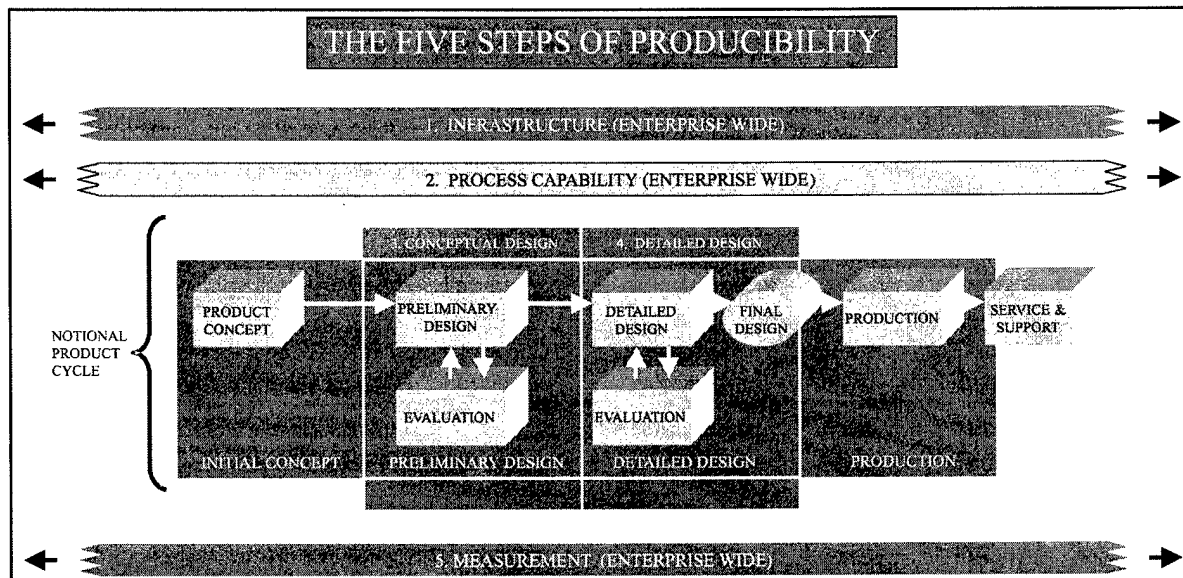 THE FIVE STEPS OF PRODUCIBILITY
1. INFRASTRUCTURE (ENTERPRISE WIDE)
2. PROCESS CAPABILITY (ENTERPRISE WIDE)
3. CONCEPTUAL DESIGN
4. DETAILED DESIGN
NOTIONAL
PRODUCT
CYCLE
PRODUCT
CONCEPT
PRELIMINARY
DESIGN
DETAILED
DESIGN
FINAL
DESIGN
PRODUCTION
SERVICE &
SUPPORT
EVALUATION
EVALUATION
INITIAL CONCEPT
PRELIMINARY DESIGN
DETAILED DESIGN
PRODUCTION
5. MEASUREMENT (ENTERPRISE WIDE)